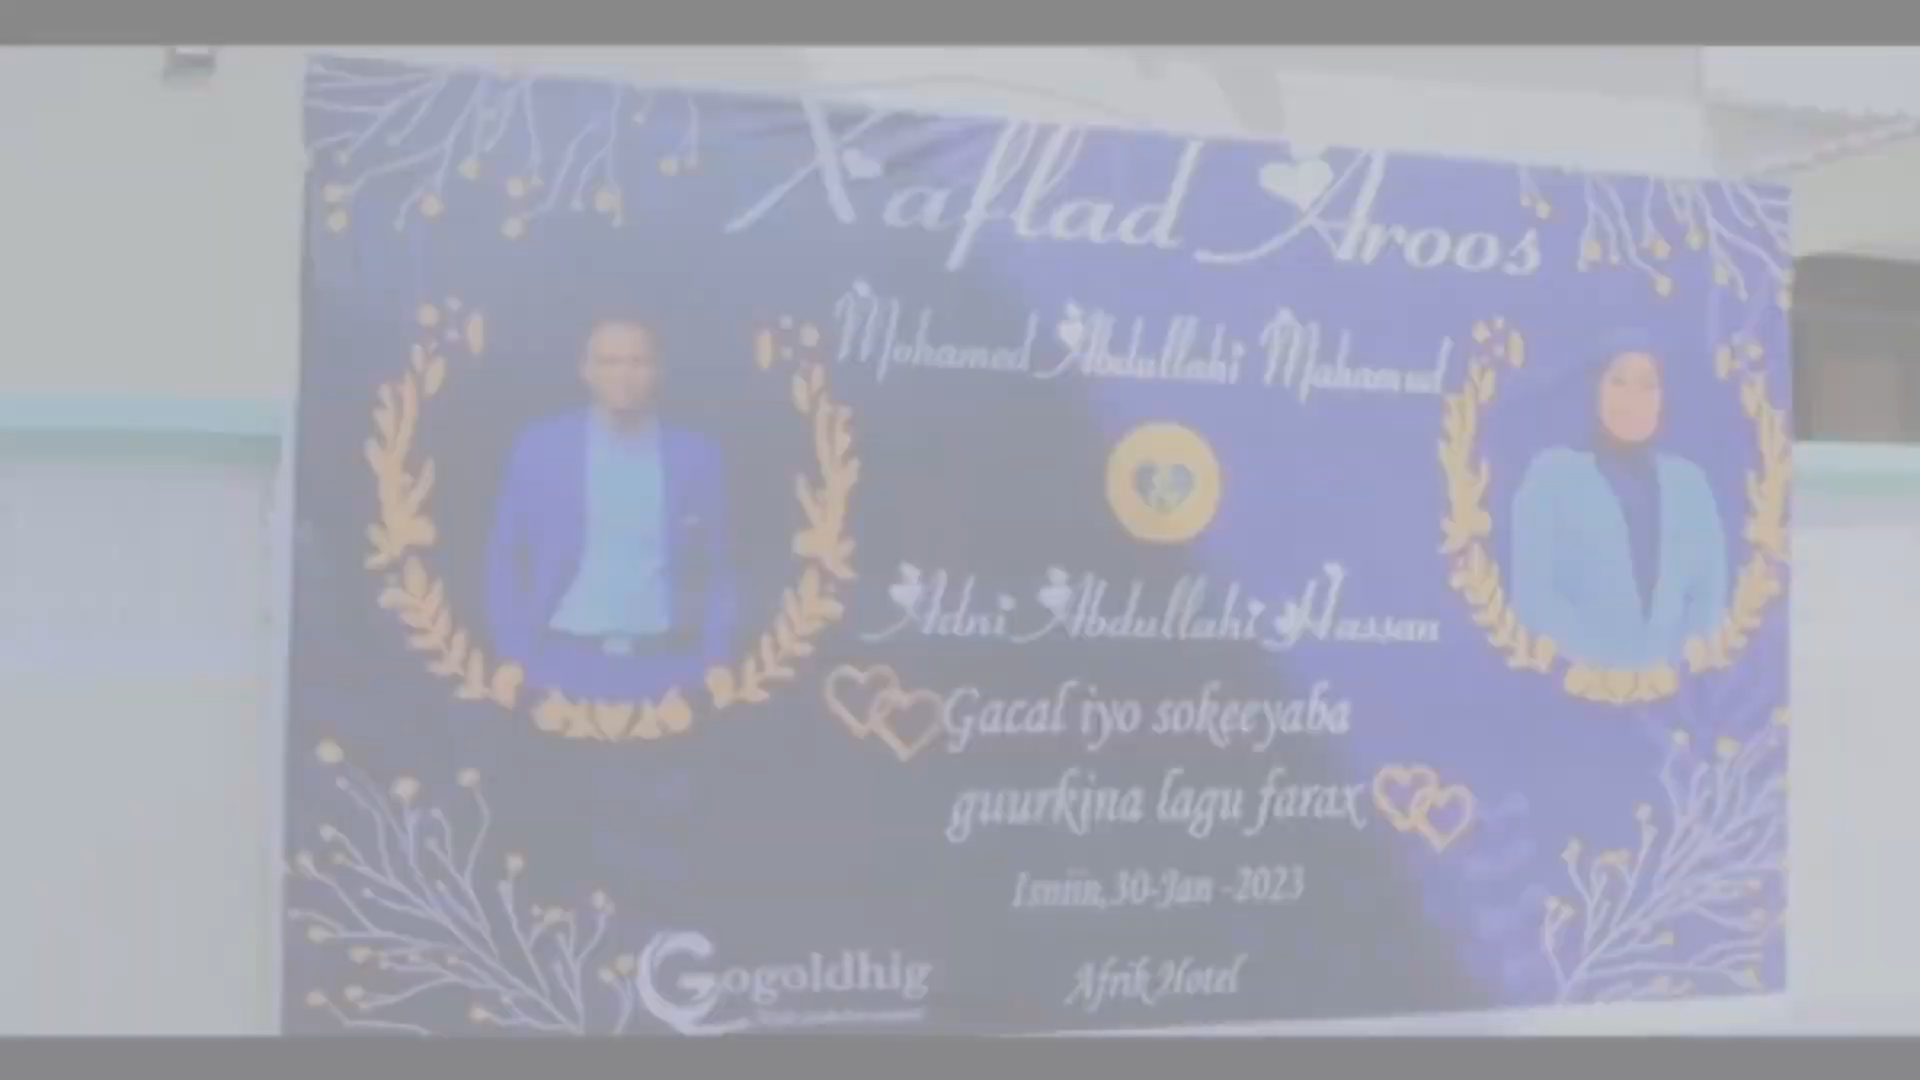 Xaflad Aroos
Mohamed Abdullahi Mahamud
Adni Abdullahi Hassan
Gacal iyo sokeeyaba
guurkina lagu farax
Isniin,30-Jan -2023
Afrik Hotel
Gogoldhig